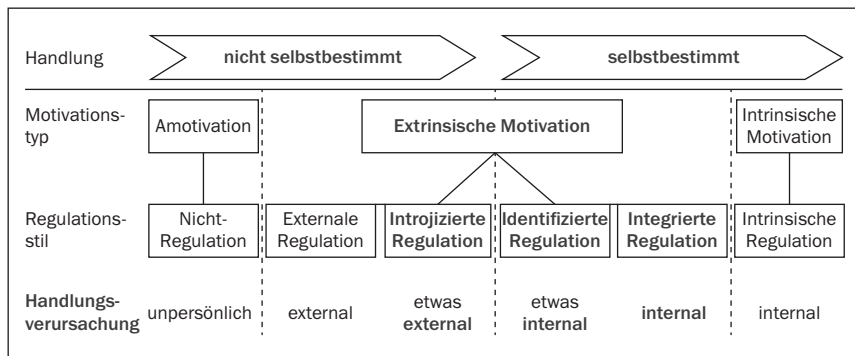 Handlung
nicht selbstbestimmt
selbstbestimmt
Motivations-
typ
Amotivation
Extrinsische Motivation
Intrinsische
Motivation
Regulations-
stil
Nicht-
Regulation
Externale
Regulation
Introjizierte
Regulation
Identifizierte
Regulation
Integrierte
Regulation
Intrinsische
Regulation
Handlungs-
verursachung
unpersönlich
external
etwas
external
etwas
internal
internal
internal